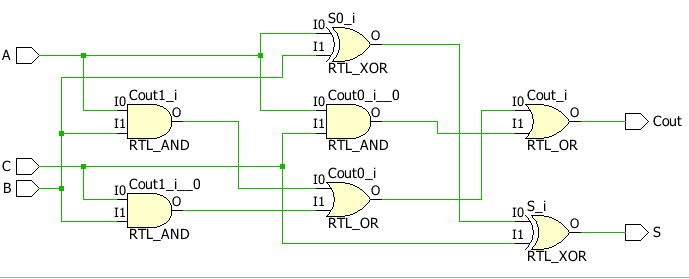 S0_i
I0
O
A
I1
RTL_XOR
Cout1_i
Cout0_i__0
Cout_i
I0
O
I0
O
I0
O
I1
I1
I1
Cout
RTL_AND
RTL_AND
RTL_OR
C
Cout1_i__0
Cout0_i
B
I0
O
I0
O
I1
I1
S_i
RTL_AND
RTL_OR
I0
O
I1
S
RTL_XOR